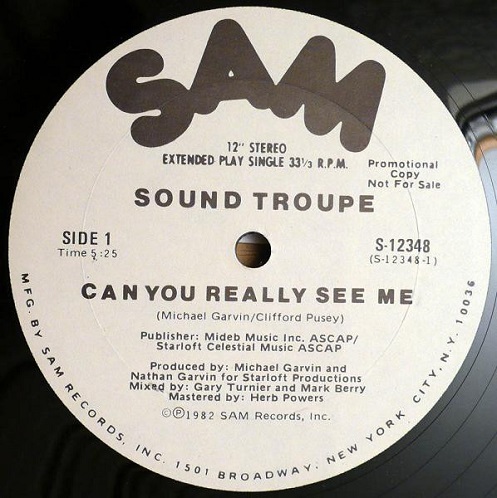 SAM
12" STEREO
EXTENDED PLAY SINGLE 33⅓ R.P.M.
Promotional
Copy
Not For Sale
SOUND TROUPE
SIDE 1
Time 5:25
S-12348
(S-12348-1)
CAN YOU REALLY SEE ME
(Michael Garvin/Clifford Pusey)
Publisher: Mideb Music Inc. ASCAP/
Starloft Celestial Music ASCAP
Produced by: Michael Garvin and
Nathan Garvin for Starloft Productions
Mixed by: Gary Turnier and Mark Berry
Mastered by: Herb Powers
©℗1982 SAM Records, Inc.
MFG. BY SAM RECORDS, INC. 1501 BROADWAY, NEW YORK CITY, N.Y. 10036